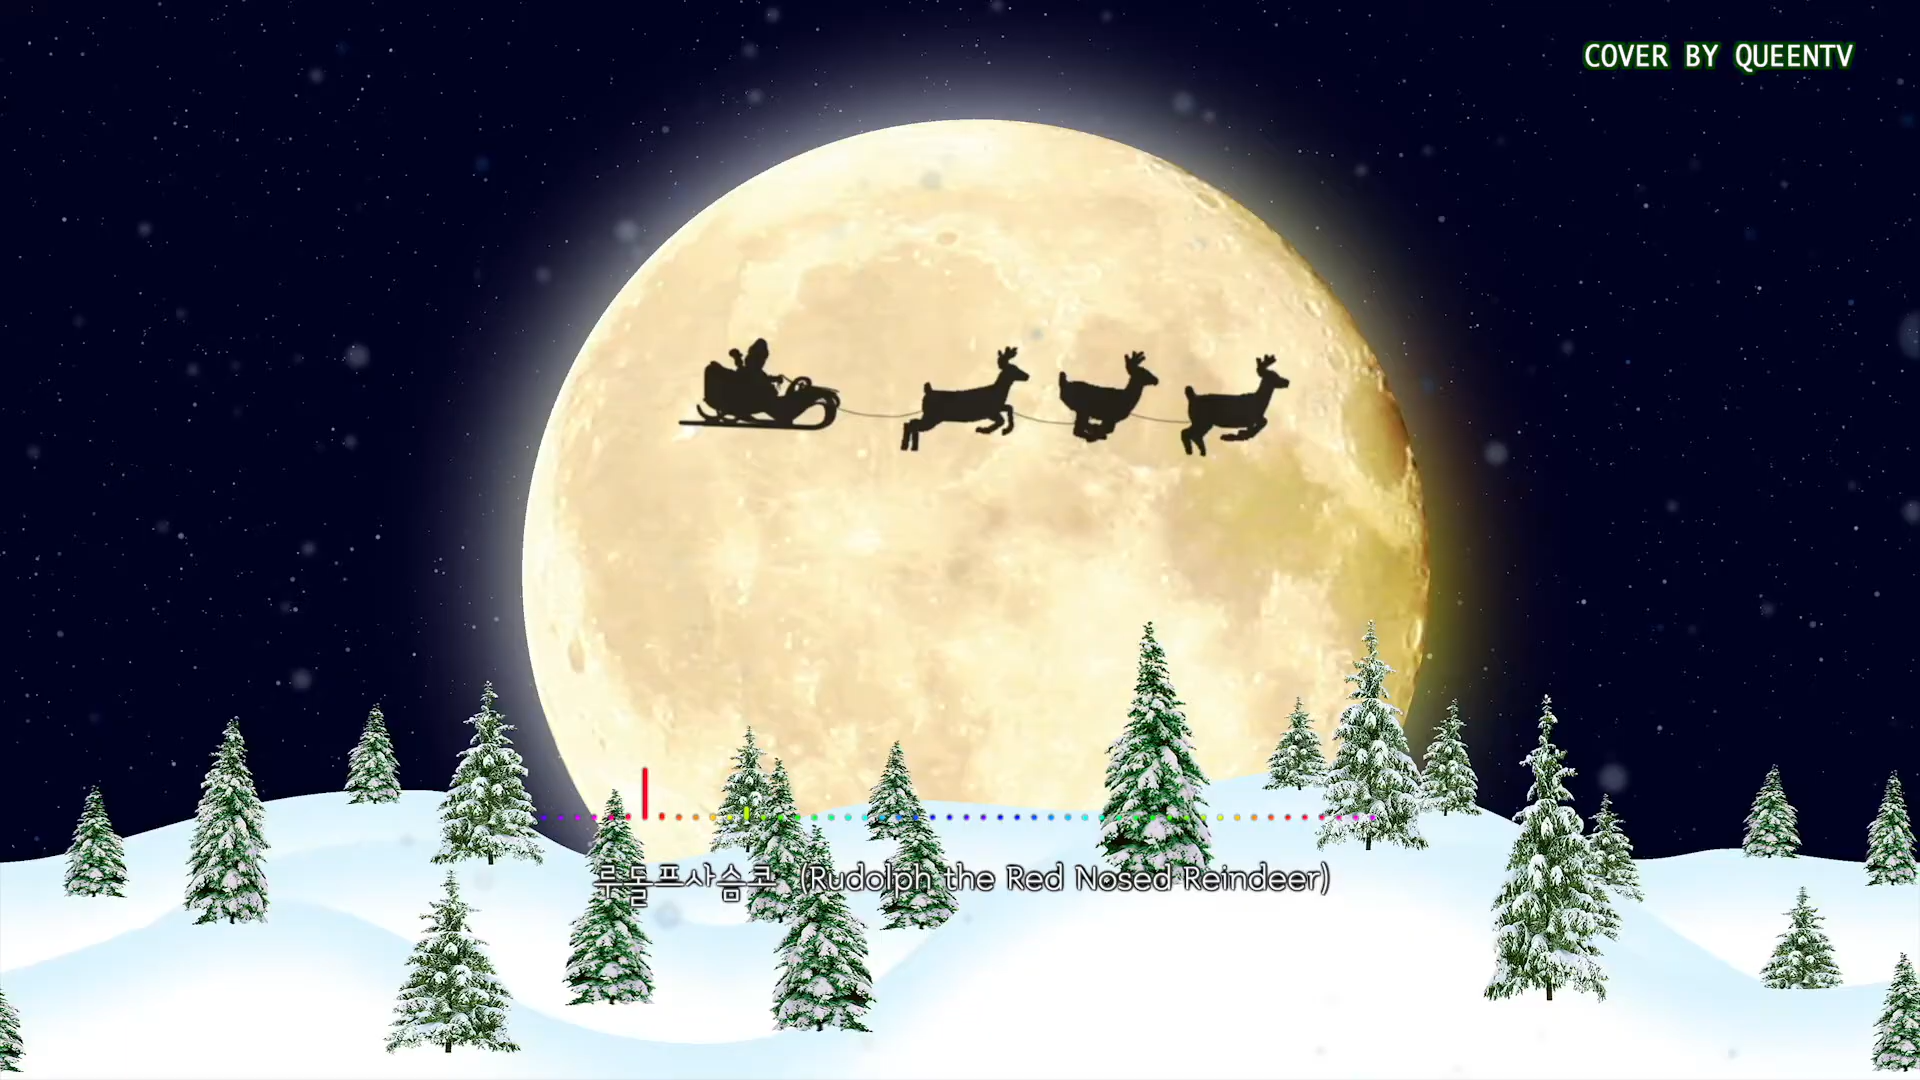 COVER BY QUEENTV
루돌프사슴코 (Rudolph the Red Nosed Reindeer)